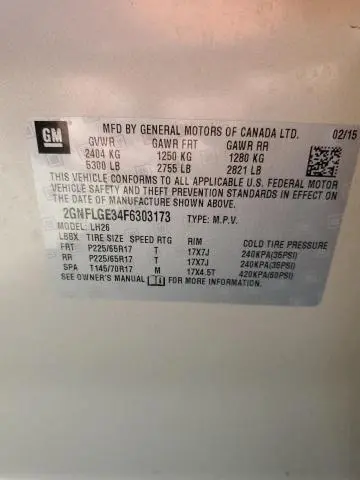 GM
MFD BY GENERAL MOTORS OF CANADA LTD. 02/15
GVWR GAWR FRT GAWR RR
2404 KG 1250 KG 1280 KG
5300 LB 2755 LB 2821 LB
THIS VEHICLE CONFORMS TO ALL APPLICABLE U.S. FEDERAL MOTOR
VEHICLE SAFETY AND THEFT PREVENTION STANDARDS IN EFFECT ON
THE DATE OF MANUFACTURE SHOWN ABOVE.
2GNFLGE34F6303173 TYPE: M.P.V.
MODEL: LH26
LBBX TIRE SIZE SPEED RTG RIM COLD TIRE PRESSURE
FRT P225/65R17 T 17X7J 240KPA(35PSI)
RR P225/65R17 T 17X7J 240KPA(35PSI)
SPA T145/70R17 M 17X4.5T 420KPA(60PSI)
SEE OWNER'S MANUAL FOR MORE INFORMATION.